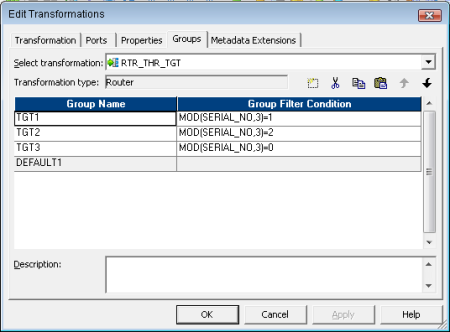 Edit Transformations
Transformation Ports Properties Groups Metadata Extensions
Select transformation: RTR_THR_TGT
Transformation type: Router
Group Name Group Filter Condition
TGT1 MOD(SERIAL_NO,3)=1
TGT2 MOD(SERIAL_NO,3)=2
TGT3 MOD(SERIAL_NO,3)=0
DEFAULT1
Description:
OK Cancel Apply Help